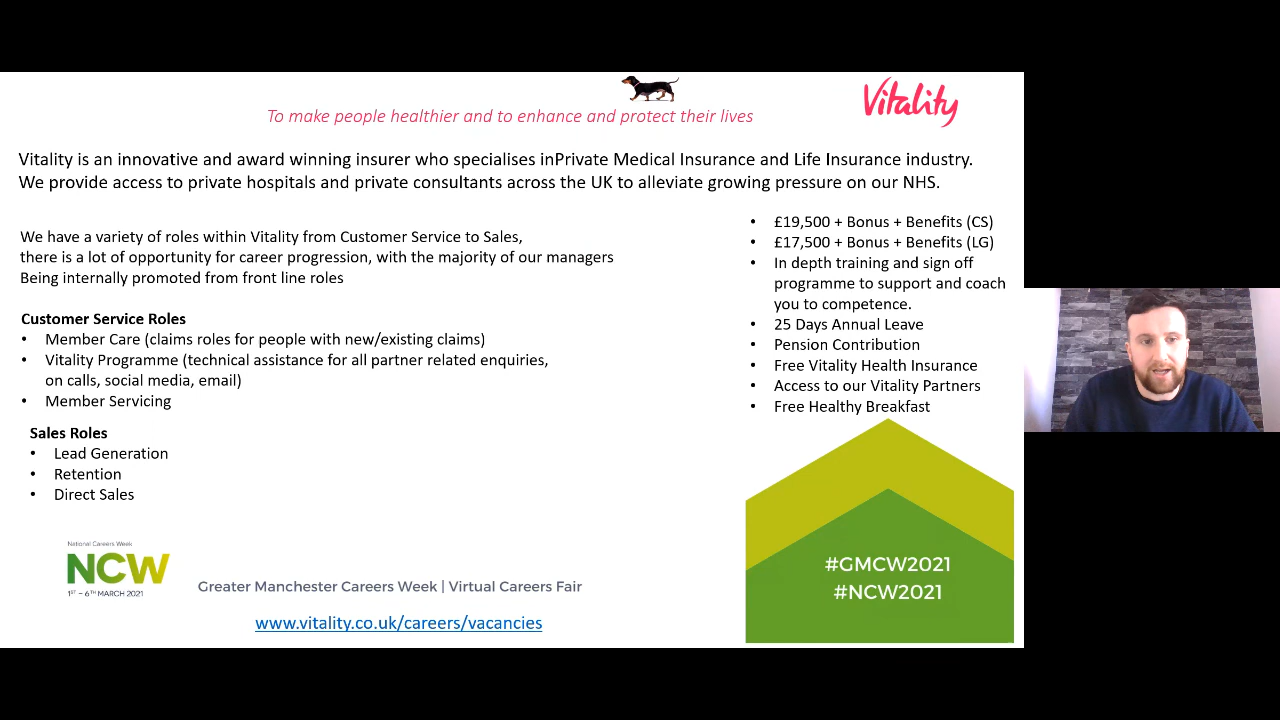 Vitality
To make people healthier and to enhance and protect their lives
Vitality is an innovative and award winning insurer who specialises inPrivate Medical Insurance and Life Insurance industry.
We provide access to private hospitals and private consultants across the UK to alleviate growing pressure on our NHS.
We have a variety of roles within Vitality from Customer Service to Sales,
there is a lot of opportunity for career progression, with the majority of our managers
Being internally promoted from front line roles
Customer Service Roles
• Member Care (claims roles for people with new/existing claims)
• Vitality Programme (technical assistance for all partner related enquiries,
on calls, social media, email)
• Member Servicing
Sales Roles
• Lead Generation
• Retention
• Direct Sales
• £19,500 + Bonus + Benefits (CS)
• £17,500 + Bonus + Benefits (LG)
• In depth training and sign off
programme to support and coach
you to competence.
• 25 Days Annual Leave
• Pension Contribution
• Free Vitality Health Insurance
• Access to our Vitality Partners
• Free Healthy Breakfast
National Careers Week
NCW
1ST – 6TH MARCH 2021
Greater Manchester Careers Week | Virtual Careers Fair
www.vitality.co.uk/careers/vacancies
#GMCW2021
#NCW2021